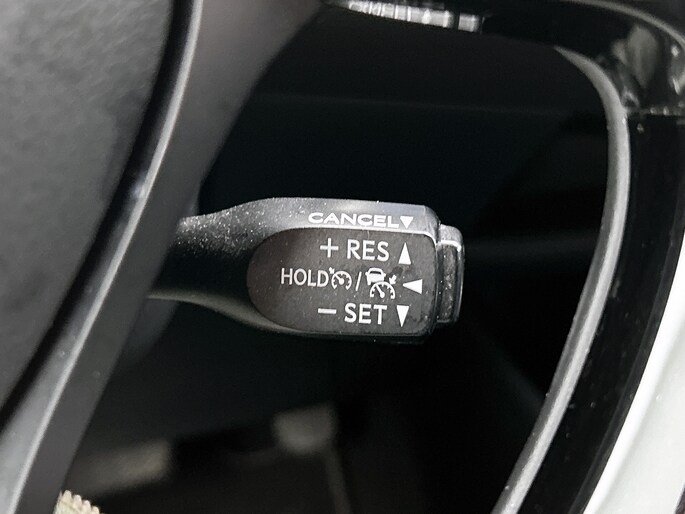 CANCEL▼
+ RES ▲
HOLD / ◀
− SET ▼